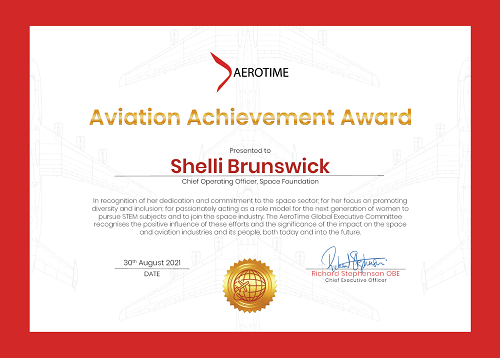 AEROTIME
Aviation Achievement Award
Presented to
Shelli Brunswick
Chief Operating Officer, Space Foundation
In recognition of her dedication and commitment to the space sector; for her focus on promoting
diversity and inclusion; for passionately acting as a role model for the next generation of women to
pursue STEM subjects and to join the space industry. The AeroTime Global Executive Committee
recognises the positive influence of these efforts and the significance of the impact on the space
and aviation industries and its people, both today and into the future.
30th August 2021
DATE
Richard Stephenson OBE
Chief Executive Officer